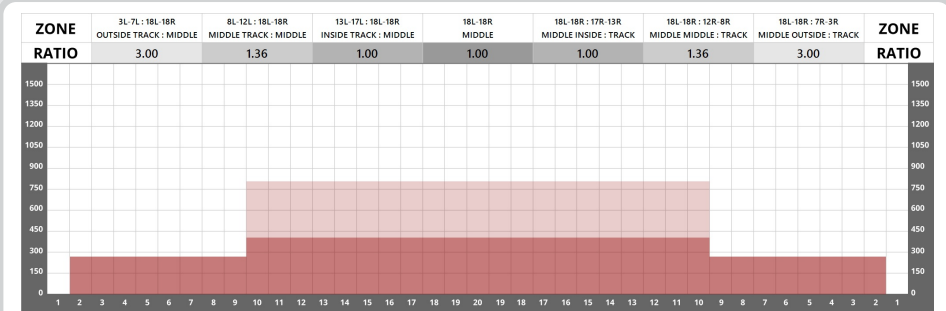 ZONE 3L-7L : 18L-18R 8L-12L : 18L-18R 13L-17L : 18L-18R 18L-18R 18L-18R : 17R-13R 18L-18R : 12R-8R 18L-18R : 7R-3R ZONE
OUTSIDE TRACK : MIDDLE MIDDLE TRACK : MIDDLE INSIDE TRACK : MIDDLE MIDDLE MIDDLE INSIDE : TRACK MIDDLE MIDDLE : TRACK MIDDLE OUTSIDE : TRACK
RATIO 3.00 1.36 1.00 1.00 1.00 1.36 3.00 RATIO
1500 1500
1350 1350
1200 1200
1050 1050
900 900
750 750
600 600
450 450
300 300
150 150
0 0
1 2 3 4 5 6 7 8 9 10 11 12 13 14 15 16 17 18 19 20 19 18 17 16 15 14 13 12 11 10 9 8 7 6 5 4 3 2 1